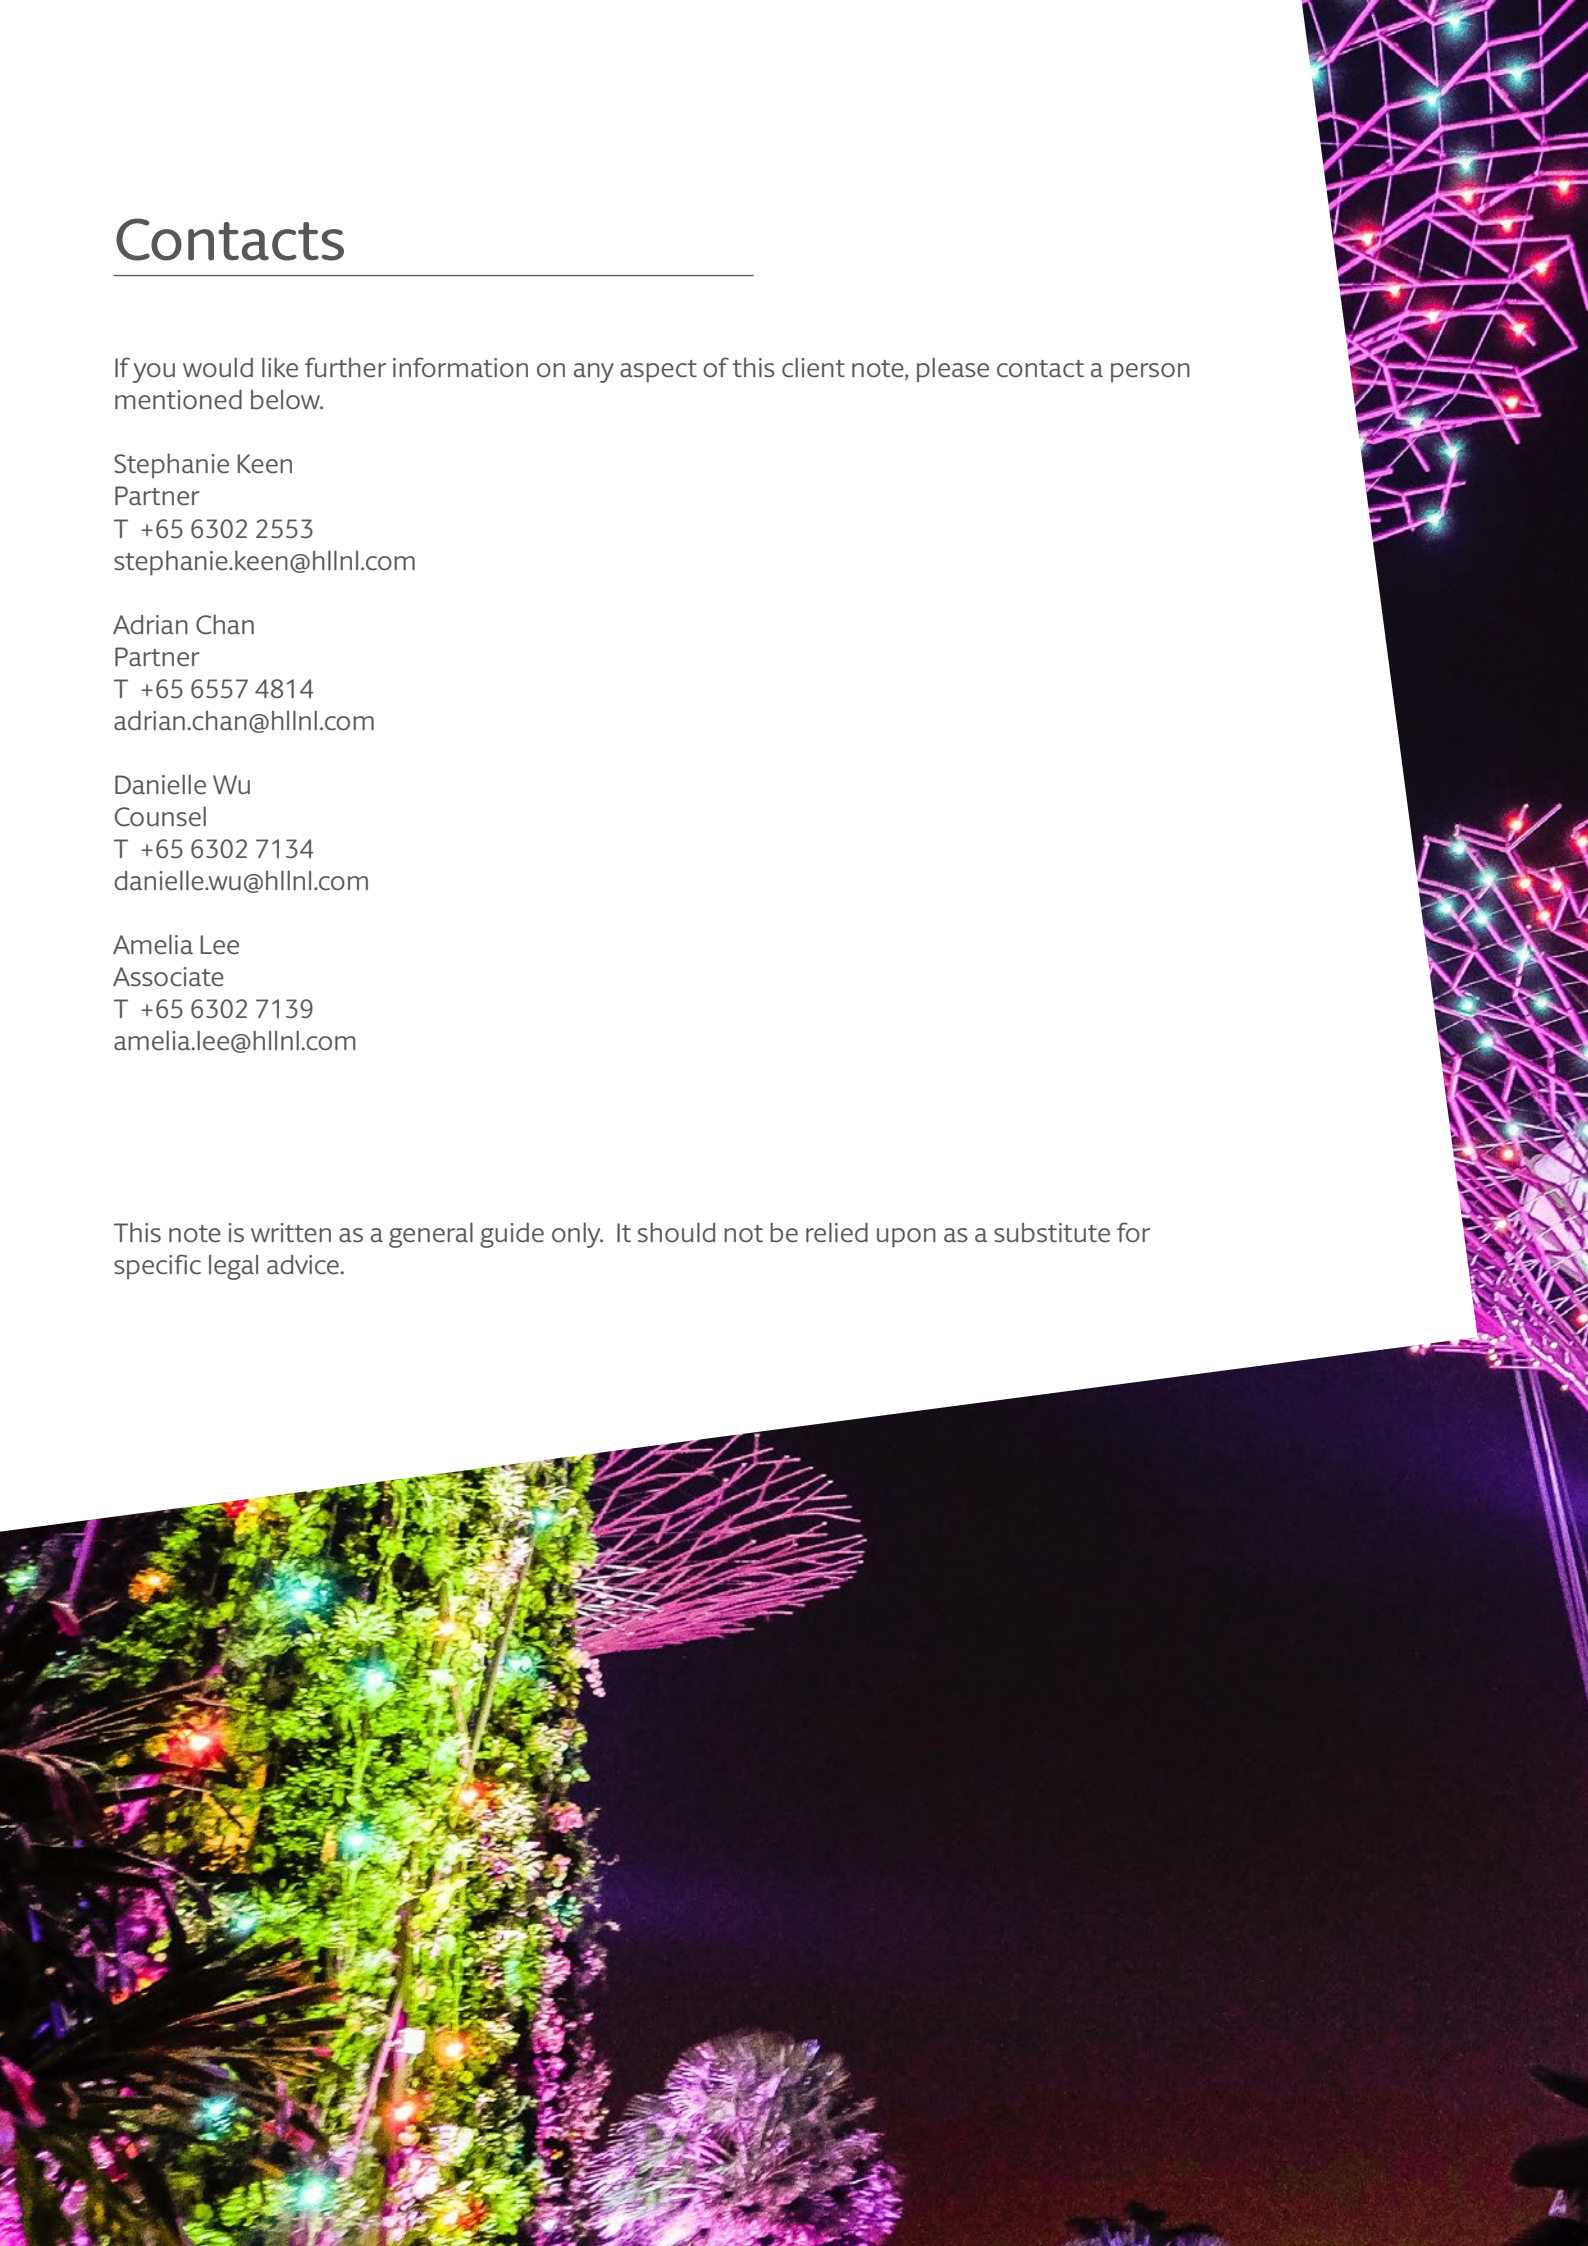 Contacts
If you would like further information on any aspect of this client note, please contact a person
mentioned below.
Stephanie Keen
Partner
T +65 6302 2553
stephanie.keen@hllnl.com
Adrian Chan
Partner
T +65 6557 4814
adrian.chan@hllnl.com
Danielle Wu
Counsel
T +65 6302 7134
danielle.wu@hllnl.com
Amelia Lee
Associate
T +65 6302 7139
amelia.lee@hllnl.com
This note is written as a general guide only. It should not be relied upon as a substitute for
specific legal advice.